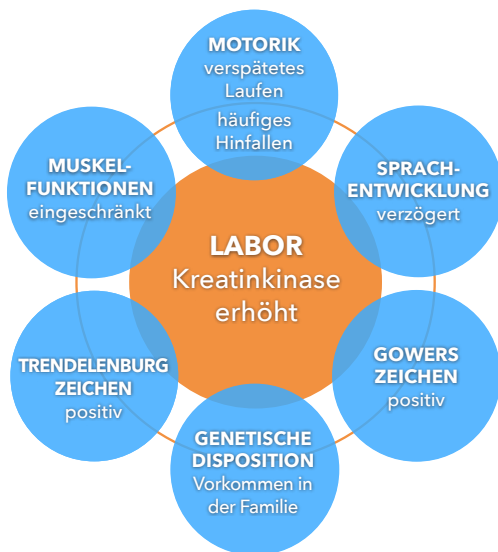 MOTORIK
verspätetes
Laufen
häufiges
Hinfallen
MUSKEL-
FUNKTIONEN
eingeschränkt
SPRACH-
ENTWICKLUNG
verzögert
LABOR
Kreatinkinase
erhöht
TRENDELENBURG
ZEICHEN
positiv
GOWERS
ZEICHEN
positiv
GENETISCHE
DISPOSITION
Vorkommen in
der Familie